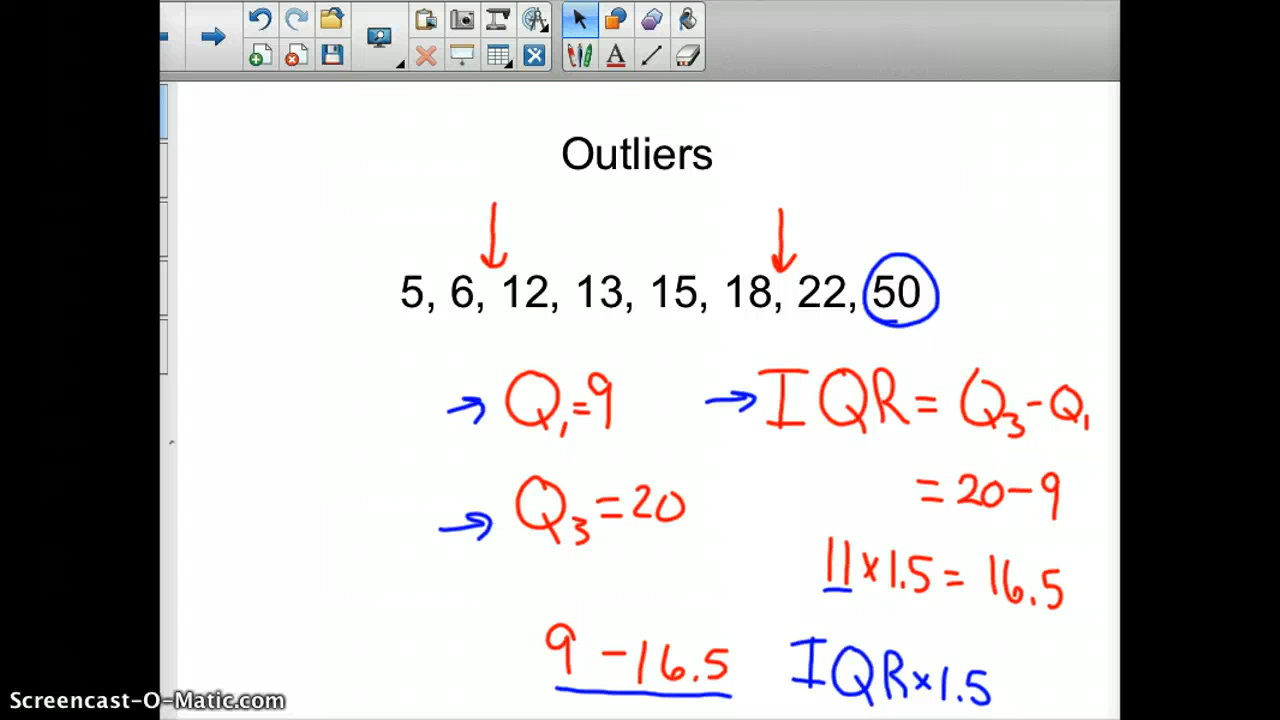 Outliers
5, 6, 12, 13, 15, 18, 22, 50
Q₁=9
IQR = Q₃-Q₁
= 20-9
Q₃=20
11×1.5= 16.5
9 -16.5
IQR×1.5
Screencast-O-Matic.com